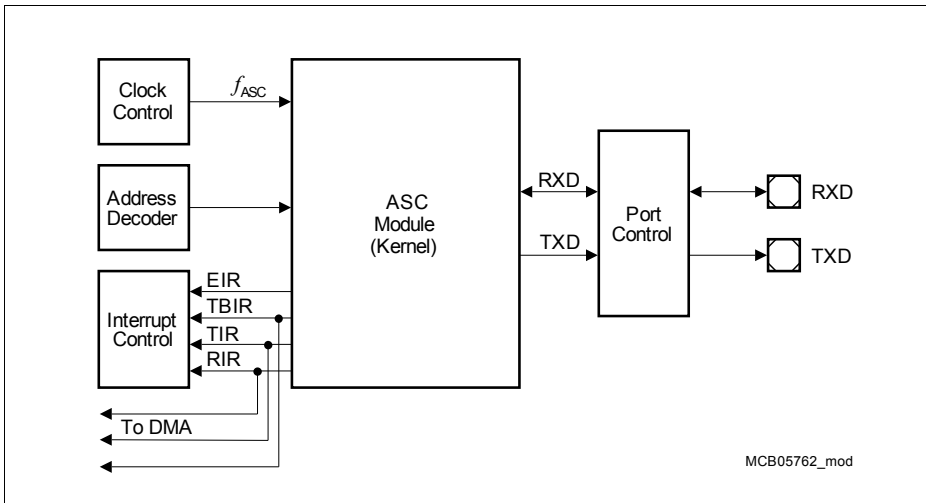 Clock
Control
fASC
Address
Decoder
Interrupt
Control
EIR
TBIR
TIR
RIR
To DMA
ASC
Module
(Kernel)
RXD
TXD
Port
Control
RXD
TXD
MCB05762_mod